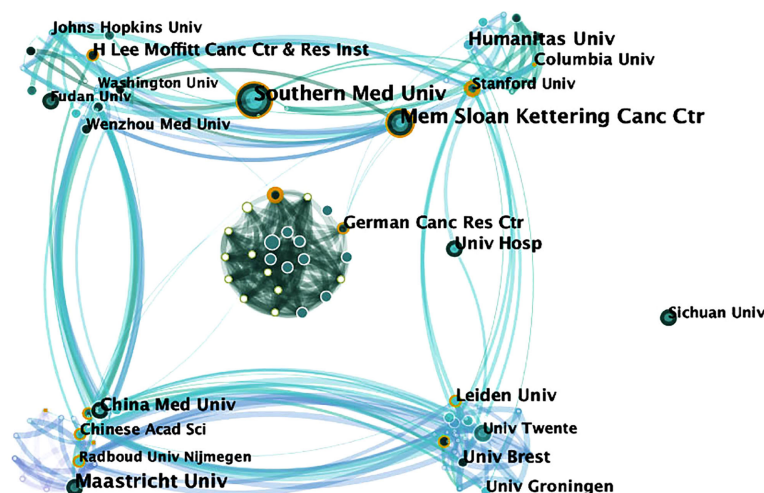 Johns Hopkins Univ
Humanitas Univ
H Lee Moffitt Canc Ctr & Res Inst
Columbia Univ
Washington Univ
Stanford Univ
Fudan Univ
Southern Med Univ
Mem Sloan Kettering Canc Ctr
Wenzhou Med Univ
German Canc Res Ctr
Univ Hosp
Sichuan Univ
Leiden Univ
China Med Univ
Chinese Acad Sci
Univ Twente
Radboud Univ Nijmegen
Univ Brest
Maastricht Univ
Univ Groningen